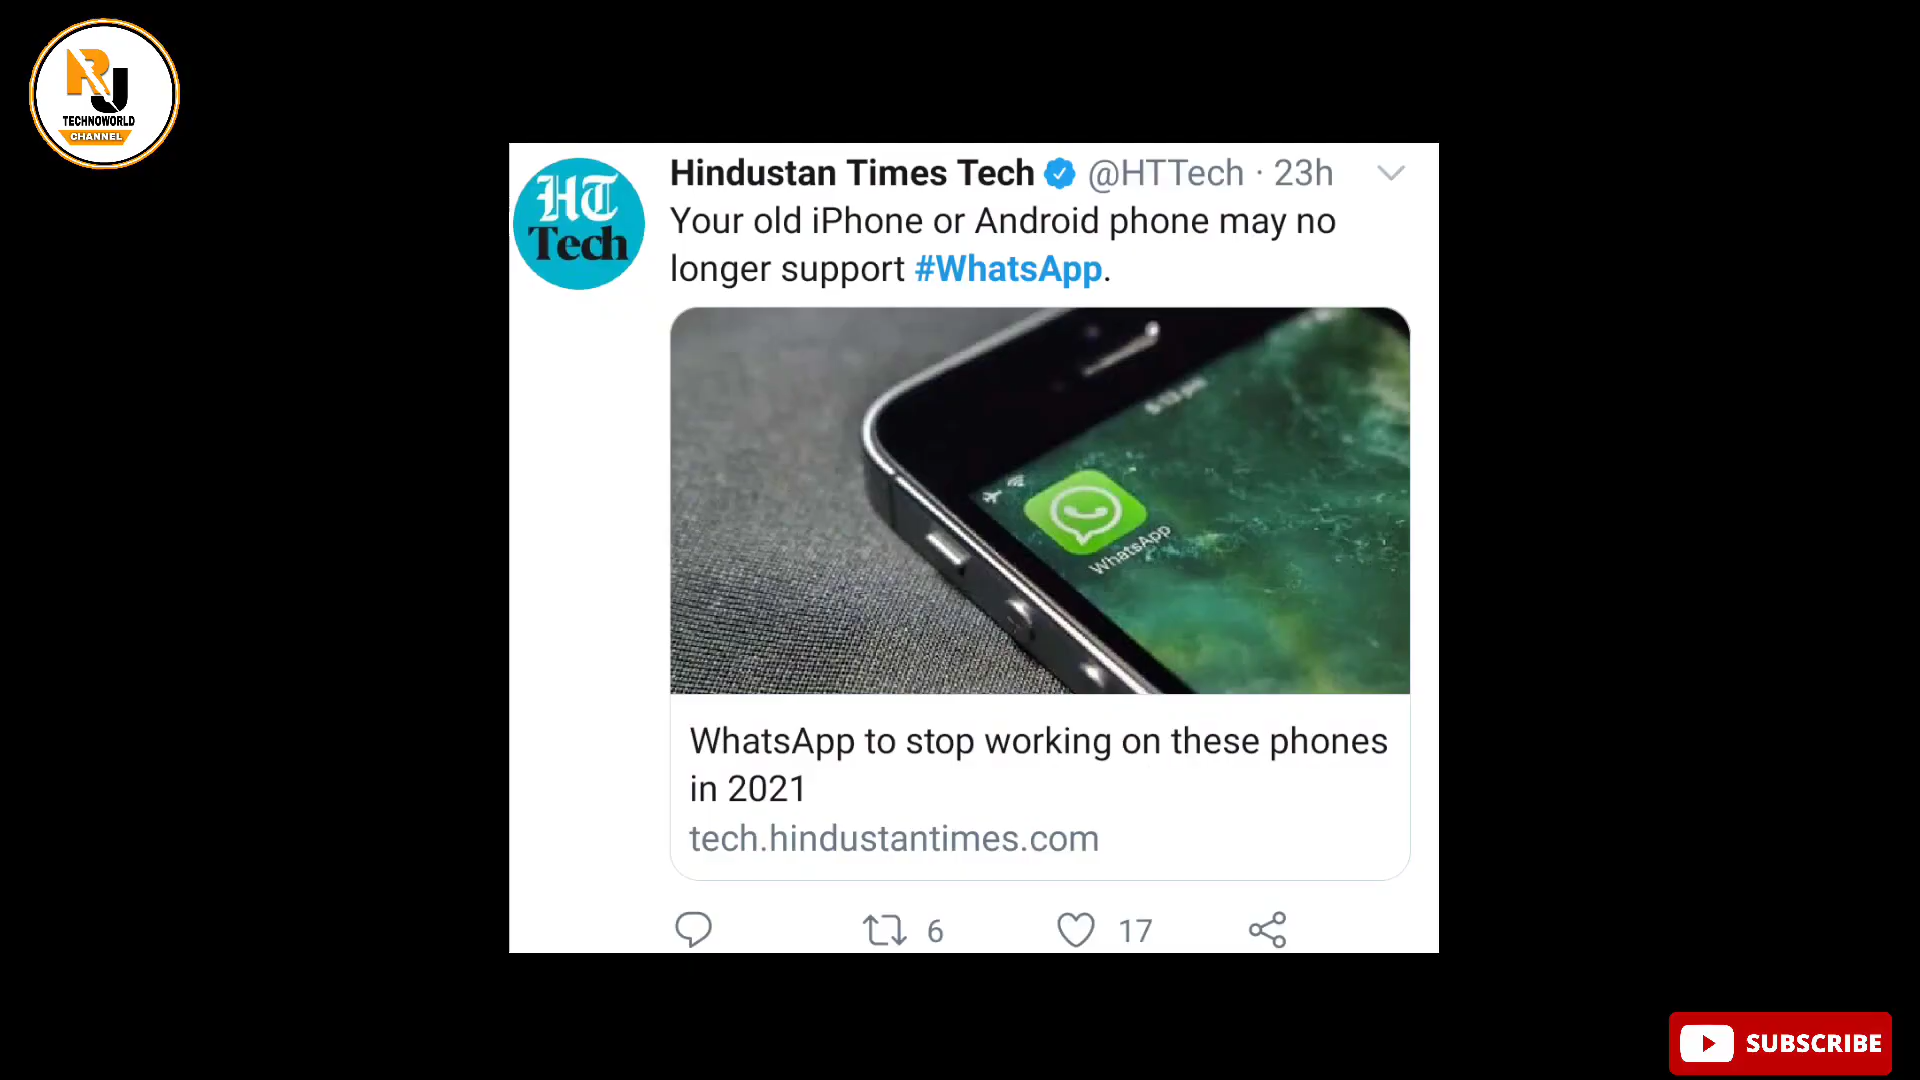 RJ
TECHNOWORLD
CHANNEL
HT
Tech
Hindustan Times Tech @HTTech · 23h
Your old iPhone or Android phone may no
longer support #WhatsApp.
WhatsApp
WhatsApp to stop working on these phones
in 2021
tech.hindustantimes.com
6 17
SUBSCRIBE